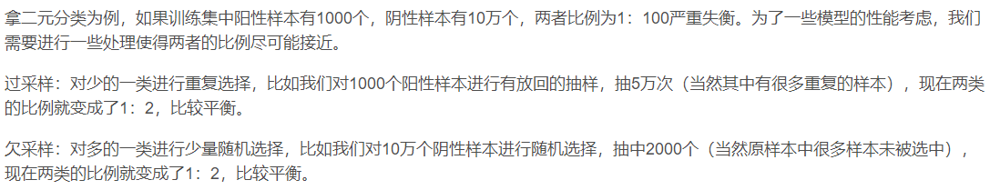 拿二元分类为例，如果训练集中阳性样本有1000个，阴性样本有10万个，两者比例为1：100严重失衡。为了一些模型的性能考虑，我们
需要进行一些处理使得两者的比例尽可能接近。
过采样：对少的一类进行重复选择，比如我们对1000个阳性样本进行有放回的抽样，抽5万次（当然其中有很多重复的样本），现在两类
的比例就变成了1：2，比较平衡。
欠采样：对多的一类进行少量随机选择，比如我们对10万个阴性样本进行随机选择，抽中2000个（当然原样本中很多样本未被选中），
现在两类的比例就变成了1：2，比较平衡。